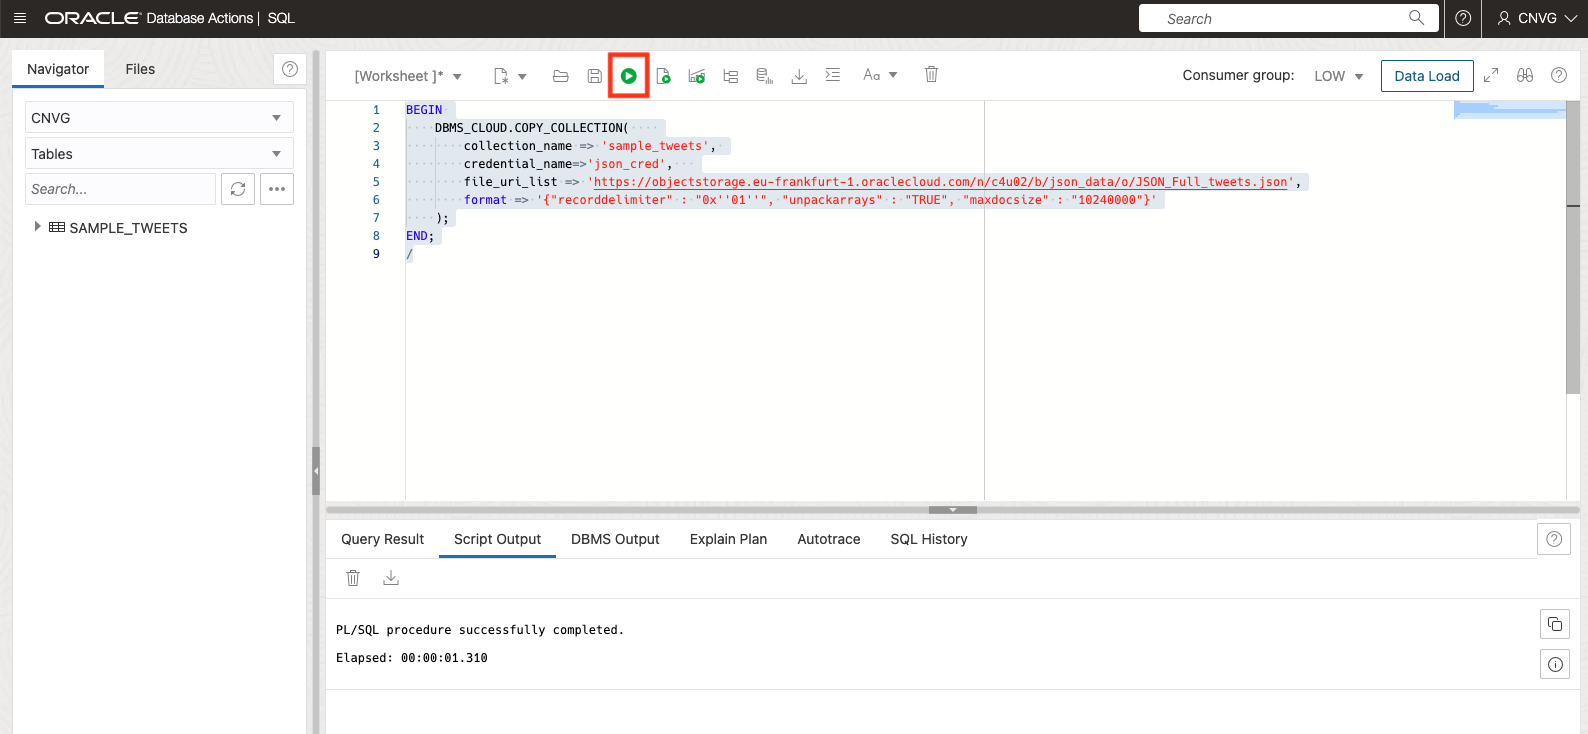 ORACLE Database Actions | SQL
Search
CNVG
Navigator
Files
CNVG
Tables
Search...
SAMPLE_TWEETS
[Worksheet ]*
Aa
Consumer group:
LOW
Data Load
1 BEGIN
2 DBMS_CLOUD.COPY_COLLECTION(
3 collection_name => 'sample_tweets',
4 credential_name=>'json_cred',
5 file_uri_list => 'https://objectstorage.eu-frankfurt-1.oraclecloud.com/n/c4u02/b/json_data/o/JSON_Full_tweets.json',
6 format => '{"recorddelimiter" : "0x''01''", "unpackarrays" : "TRUE", "maxdocsize" : "10240000"}'
7 );
8 END;
9 /
Query Result
Script Output
DBMS Output
Explain Plan
Autotrace
SQL History
PL/SQL procedure successfully completed.
Elapsed: 00:00:01.310